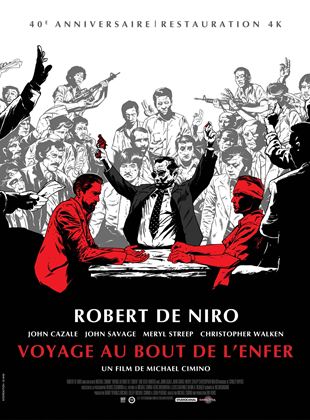 40E ANNIVERSAIRE | RESTAURATION 4K
ROBERT DE NIRO
JOHN CAZALE JOHN SAVAGE MERYL STREEP CHRISTOPHER WALKEN
VOYAGE AU BOUT DE L'ENFER
UN FILM DE MICHAEL CIMINO